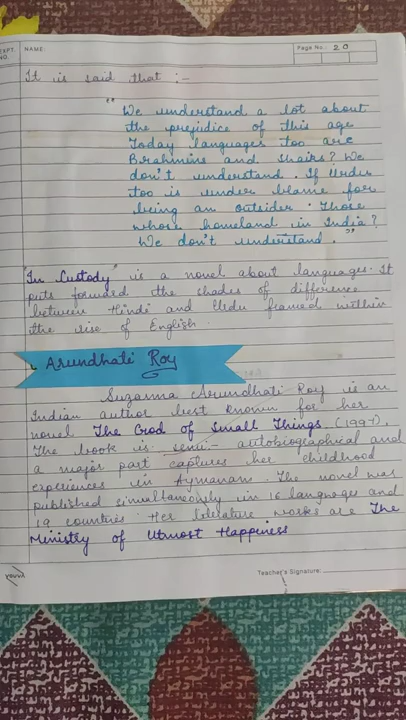 EXPT. NO.
NAME:
Page No.: 20
It is said that :-
"We understand a lot about
the prejudice of this age
Today languages too are
Brahmins and Shairs? We
don't understand. If Urdu
too is under blame for
being an outsider. Those
whose homeland in India?
We don't understand."
"In Custody" is a novel about languages. It
puts forward the shades of difference
between Hindi and Urdu framed within
the rise of English.
Arundhati Roy
Suzanna Arundhati Roy is an
Indian author best known for her
novel The God of Small Things (1997).
The book is semi-autobiographical and
a major part captures her childhood
experiences in Aymanam. The novel was
published simultaneously in 16 languages and
19 countries. Her literature works are The
Ministry of Utmost Happiness
Teacher's Signature: